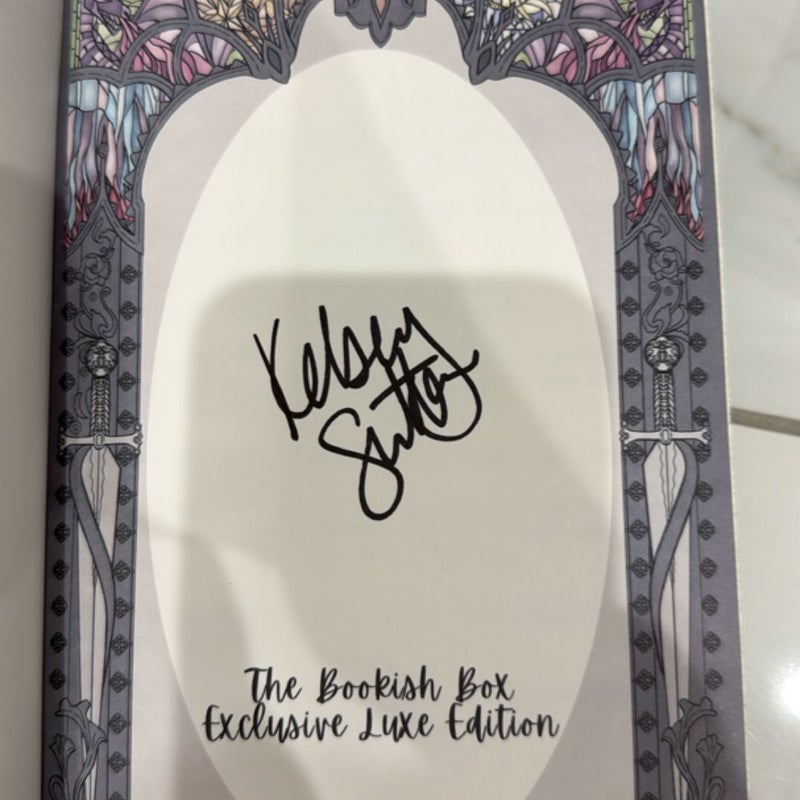 Kelsey
Sutton
The Bookish Box
Exclusive Luxe Edition